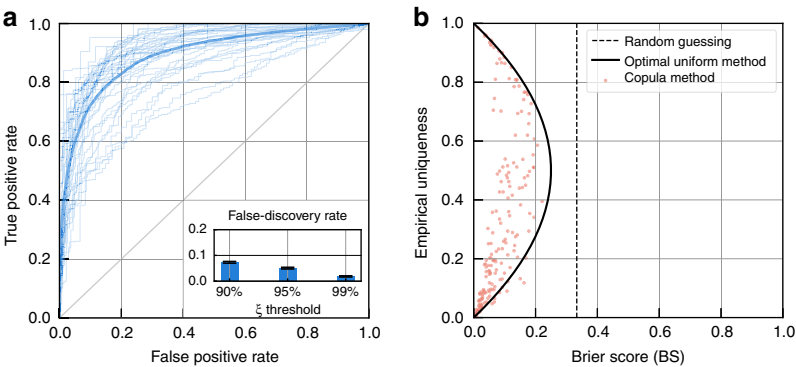 a
True positive rate
1.0
0.8
0.6
0.4
0.2
0.0
0.0 0.2 0.4 0.6 0.8 1.0
False positive rate
False-discovery rate
0.2
0.1
0.0
90% 95% 99%
ξ threshold
b
Empirical uniqueness
1.0
0.8
0.6
0.4
0.2
0.0
0.0 0.2 0.4 0.6 0.8 1.0
Brier score (BS)
Random guessing
Optimal uniform method
Copula method